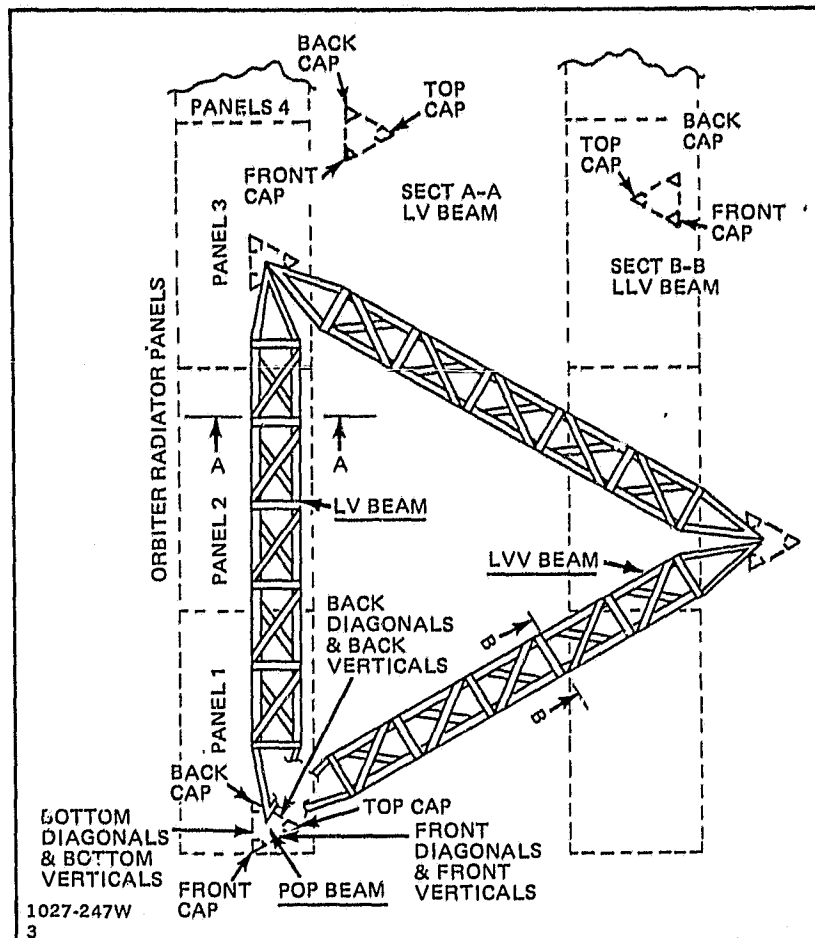 BACK
CAP
TOP
CAP
FRONT
CAP
SECT A-A
LV BEAM
PANELS 4
PANEL 3
PANEL 2
PANEL 1
ORBITER RADIATOR PANELS
BACK
CAP
TOP
CAP
FRONT
CAP
SECT B-B
LLV BEAM
A
A
LV BEAM
LVV BEAM
BACK
DIAGONALS
& BACK
VERTICALS
B
B
BACK
CAP
TOP CAP
BOTTOM
DIAGONALS
& BOTTOM
VERTICALS
FRONT
DIAGONALS
& FRONT
VERTICALS
FRONT
CAP
POP BEAM
1027-247W
3